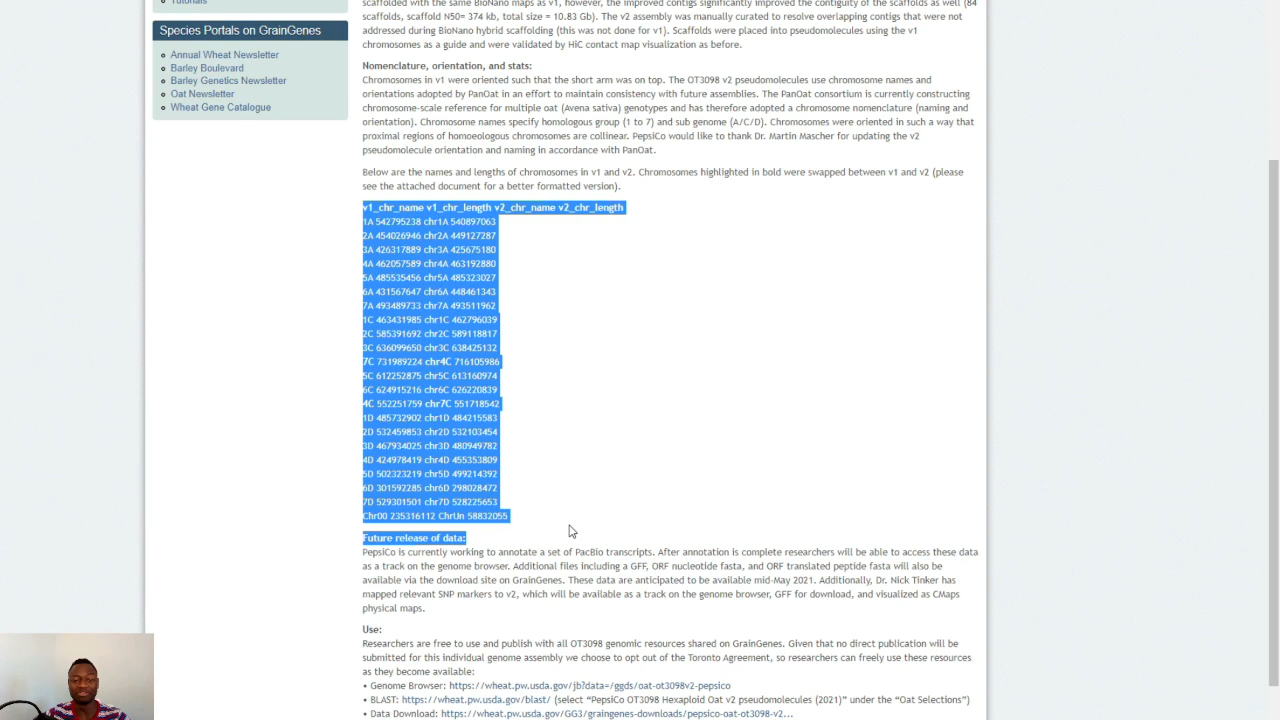 Tutorials
Species Portals on GrainGenes
Annual Wheat Newsletter
Barley Boulevard
Barley Genetics Newsletter
Oat Newsletter
Wheat Gene Catalogue
scaffolded with the same BioNano maps as v1, however, the improved contigs significantly improved the contiguity of the scaffolds as well (84
scaffolds, scaffold N50= 374 kb, total size = 10.83 Gb). The v2 assembly was manually curated to resolve overlapping contigs that were not
addressed during BioNano hybrid scaffolding (this was not done for v1). Scaffolds were placed into pseudomolecules using the v1
chromosomes as a guide and were validated by HiC contact map visualization as before.
Nomenclature, orientation, and stats:
Chromosomes in v1 were oriented such that the short arm was on top. The OT3098 v2 pseudomolecules use chromosome names and
orientations adopted by PanOat in an effort to maintain consistency with future assemblies. The PanOat consortium is currently constructing
chromosome-scale reference for multiple oat (Avena sativa) genotypes and has therefore adopted a chromosome nomenclature (naming and
orientation). Chromosome names specify homologous group (1 to 7) and sub genome (A/C/D). Chromosomes were oriented in such a way that
proximal regions of homoeologous chromosomes are collinear. PepsiCo would like to thank Dr. Martin Mascher for updating the v2
pseudomolecule orientation and naming in accordance with PanOat.
Below are the names and lengths of chromosomes in v1 and v2. Chromosomes highlighted in bold were swapped between v1 and v2 (please
see the attached document for a better formatted version).
v1_chr_name v1_chr_length v2_chr_name v2_chr_length
1A 542795238 chr1A 540897063
2A 454026946 chr2A 449127287
3A 426317889 chr3A 425675180
4A 462057589 chr4A 463192880
5A 485535456 chr5A 485323027
6A 431567647 chr6A 448461343
7A 493489733 chr7A 493511962
1C 463431985 chr1C 462796039
2C 585391692 chr2C 589118817
3C 636099650 chr3C 638425132
7C 731989224 chr4C 716105986
5C 612252875 chr5C 613160974
6C 624915216 chr6C 626220839
4C 552251759 chr7C 551718542
1D 485732902 chr1D 484215583
2D 532459853 chr2D 532103454
3D 467934025 chr3D 480949782
4D 424978419 chr4D 455353809
5D 502323219 chr5D 499214392
6D 301592285 chr6D 298028472
7D 529301501 chr7D 528225653
Chr00 235316112 ChrUn 58832055
Future release of data:
PepsiCo is currently working to annotate a set of PacBio transcripts. After annotation is complete researchers will be able to access these data
as a track on the genome browser. Additional files including a GFF, ORF nucleotide fasta, and ORF translated peptide fasta will also be
available via the download site on GrainGenes. These data are anticipated to be available mid-May 2021. Additionally, Dr. Nick Tinker has
mapped relevant SNP markers to v2, which will be available as a track on the genome browser, GFF for download, and visualized as CMaps
physical maps.
Use:
Researchers are free to use and publish with all OT3098 genomic resources shared on GrainGenes. Given that no direct publication will be
submitted for this individual genome assembly we choose to opt out of the Toronto Agreement, so researchers can freely use these resources
as they become available:
• Genome Browser: https://wheat.pw.usda.gov/jb?data=/ggds/oat-ot3098v2-pepsico
• BLAST: https://wheat.pw.usda.gov/blast/ (select “PepsiCo OT3098 Hexaploid Oat v2 pseudomolecules (2021)” under the “Oat Selections”)
• Data Download: https://wheat.pw.usda.gov/GG3/graingenes-downloads/pepsico-oat-ot3098-v2...